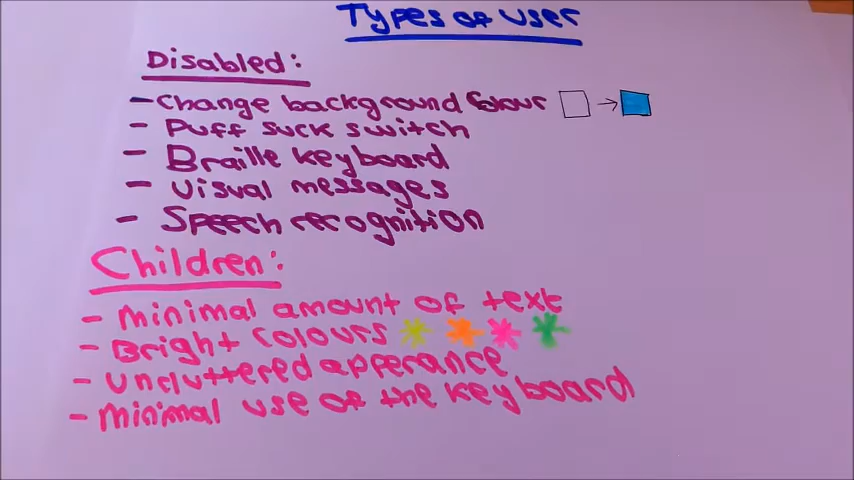 Types of user
Disabled:
- Change background Colour →
- Puff suck switch
- Braille keyboard
- visual messages
- Speech recognition
Children:
- Minimal amount of text
- Bright colours
- uncluttered apperance
- Minimal use of the keyboard